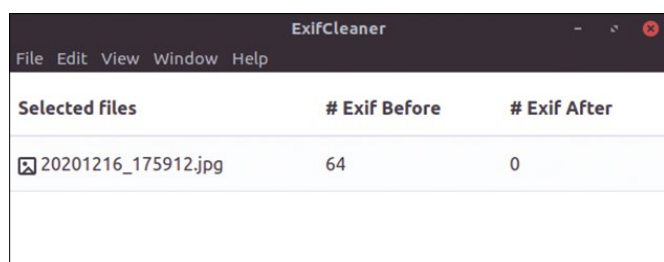 ExifCleaner
File Edit View Window Help
Selected files # Exif Before # Exif After
20201216_175912.jpg 64 0